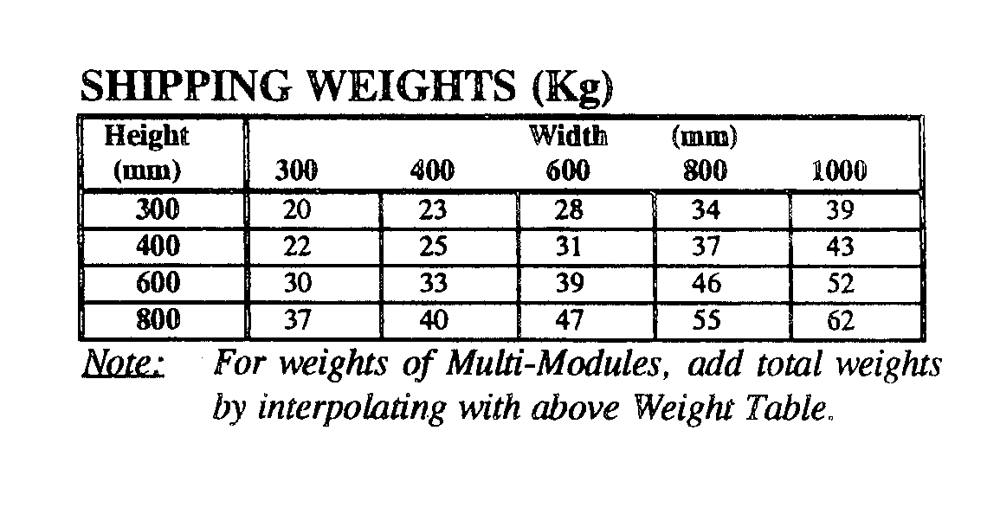 SHIPPING WEIGHTS (Kg)
Height Width (mm)
(mm) 300 400 600 800 1000
300 20 23 28 34 39
400 22 25 31 37 43
600 30 33 39 46 52
800 37 40 47 55 62
Note: For weights of Multi-Modules, add total weights
by interpolating with above Weight Table.